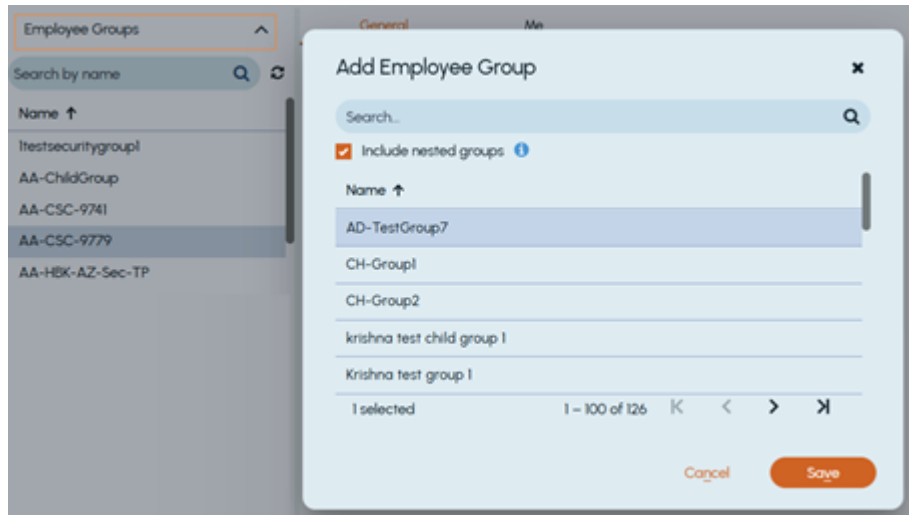 Employee Groups
Search by name
Name ↑
1testsecuritygroup1
AA-ChildGroup
AA-CSC-9741
AA-CSC-9779
AA-HBK-AZ-Sec-TP
General
Add Employee Group
Search...
Include nested groups
Name ↑
AD-TestGroup7
CH-Group1
CH-Group2
krishna test child group 1
Krishna test group 1
1 selected 1 – 100 of 126
Cancel Save